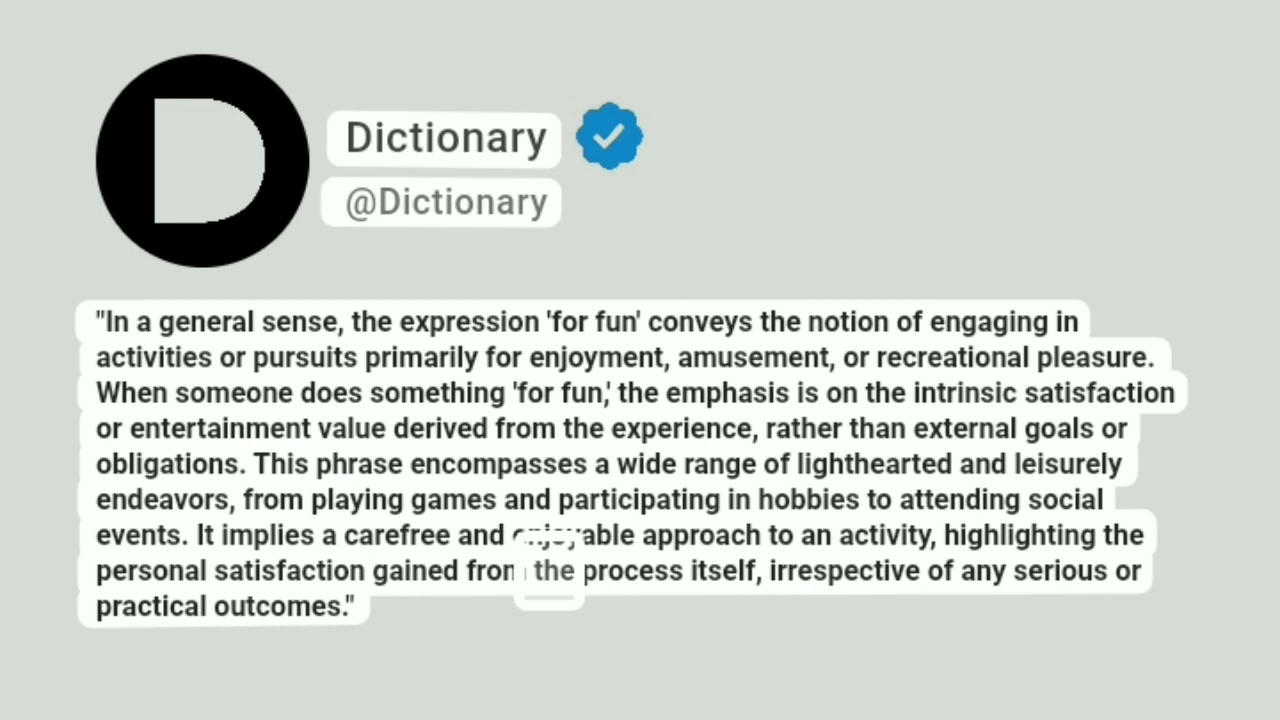 D
Dictionary
@Dictionary
"In a general sense, the expression 'for fun' conveys the notion of engaging in
activities or pursuits primarily for enjoyment, amusement, or recreational pleasure.
When someone does something 'for fun,' the emphasis is on the intrinsic satisfaction
or entertainment value derived from the experience, rather than external goals or
obligations. This phrase encompasses a wide range of lighthearted and leisurely
endeavors, from playing games and participating in hobbies to attending social
events. It implies a carefree and enjoyable approach to an activity, highlighting the
personal satisfaction gained from the process itself, irrespective of any serious or
practical outcomes."